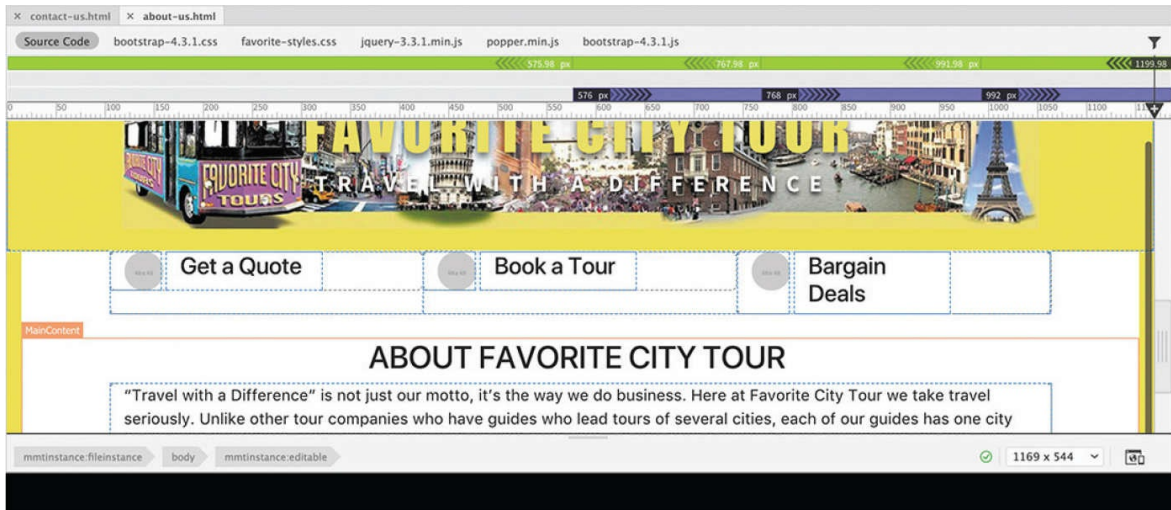 × contact-us.html × about-us.html
Source Code bootstrap-4.3.1.css favorite-styles.css jquery-3.3.1.min.js popper.min.js bootstrap-4.3.1.js
575.98 px 767.98 px 991.98 px 1199.98
576 px 768 px 992 px
0 50 100 150 200 250 300 350 400 450 500 550 600 650 700 750 800 850 900 950 1000 1050 1100
FAVORITE CITY TOUR
FAVORITE CITY
TOURS
TRAVEL WITH A DIFFERENCE
Get a Quote Book a Tour Bargain
Deals
MainContent
ABOUT FAVORITE CITY TOUR
“Travel with a Difference” is not just our motto, it’s the way we do business. Here at Favorite City Tour we take travel
seriously. Unlike other tour companies who have guides who lead tours of several cities, each of our guides has one city
mmtinstance:fileinstance body mmtinstance:editable 1169 x 544